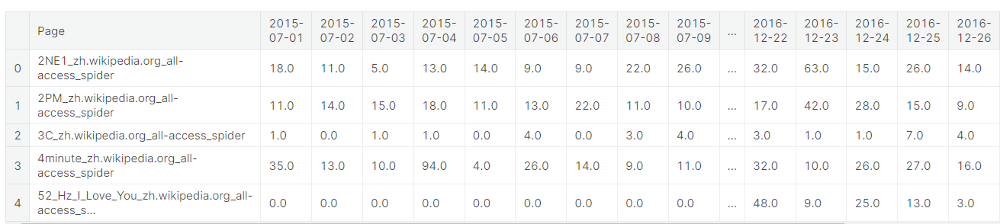 Page 2015-07-01 2015-07-02 2015-07-03 2015-07-04 2015-07-05 2015-07-06 2015-07-07 2015-07-08 2015-07-09 ... 2016-12-22 2016-12-23 2016-12-24 2016-12-25 2016-12-26
0 2NE1_zh.wikipedia.org_all-access_spider 18.0 11.0 5.0 13.0 14.0 9.0 9.0 22.0 26.0 ... 32.0 63.0 15.0 26.0 14.0
1 2PM_zh.wikipedia.org_all-access_spider 11.0 14.0 15.0 18.0 11.0 13.0 22.0 11.0 10.0 ... 17.0 42.0 28.0 15.0 9.0
2 3C_zh.wikipedia.org_all-access_spider 1.0 0.0 1.0 1.0 0.0 4.0 0.0 3.0 4.0 ... 3.0 1.0 1.0 7.0 4.0
3 4minute_zh.wikipedia.org_all-access_spider 35.0 13.0 10.0 94.0 4.0 26.0 14.0 9.0 11.0 ... 32.0 10.0 26.0 27.0 16.0
4 52_Hz_I_Love_You_zh.wikipedia.org_all-access_s... 0.0 0.0 0.0 0.0 0.0 0.0 0.0 0.0 0.0 ... 48.0 9.0 25.0 13.0 3.0